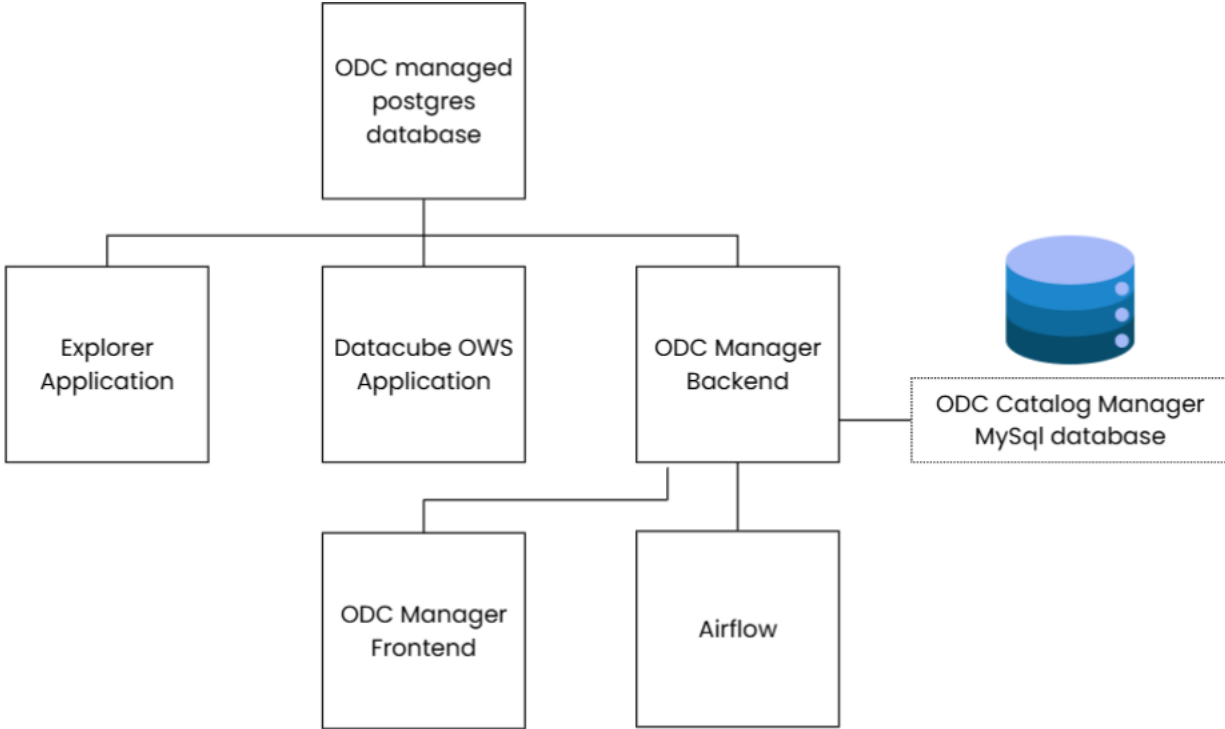 ODC managed
postgres
database
Explorer
Application
Datacube OWS
Application
ODC Manager
Backend
ODC Catalog Manager
MySql database
ODC Manager
Frontend
Airflow